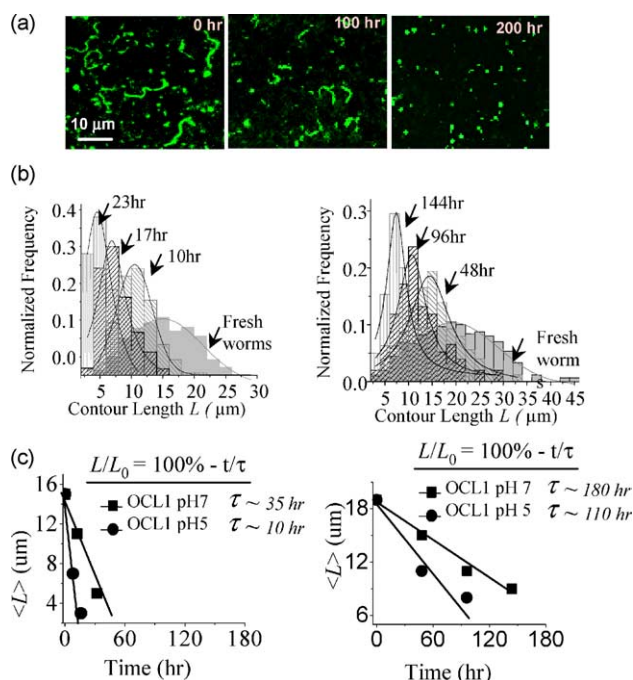 (a)
0 hr
100 hr
200 hr
10 μm
(b)
Normalized Frequency
0.4
0.3
0.2
0.1
0.0
23hr
17hr
10hr
Fresh
worms
5 10 15 20 25 30
Contour Length L ( μm)
Normalized Frequency
0.3
0.2
0.1
0.0
144hr
96hr
48hr
Fresh
worm
s
5 10 15 20 25 30 35 40 45
Contour Length L ( μm)
(c)
L/L0 = 100% - t/τ
OCL1 pH7 τ ~ 35 hr
OCL1 pH5 τ ~ 10 hr
<L> (um)
16
12
8
4
0 60 120 180
Time (hr)
L/L0 = 100% - t/τ
OCL1 pH 7 τ ~ 180 hr
OCL1 pH 5 τ ~ 110 hr
<L> (um)
18
12
6
0 60 120 180
Time (hr)